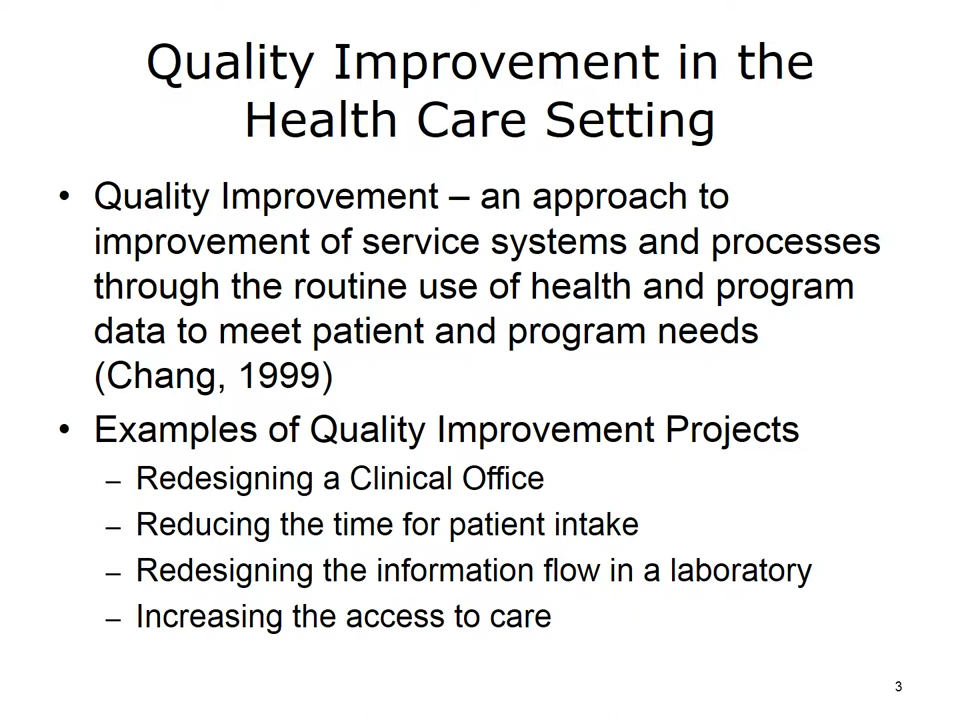 Quality Improvement in the
Health Care Setting
• Quality Improvement – an approach to
improvement of service systems and processes
through the routine use of health and program
data to meet patient and program needs
(Chang, 1999)
• Examples of Quality Improvement Projects
– Redesigning a Clinical Office
– Reducing the time for patient intake
– Redesigning the information flow in a laboratory
– Increasing the access to care
3